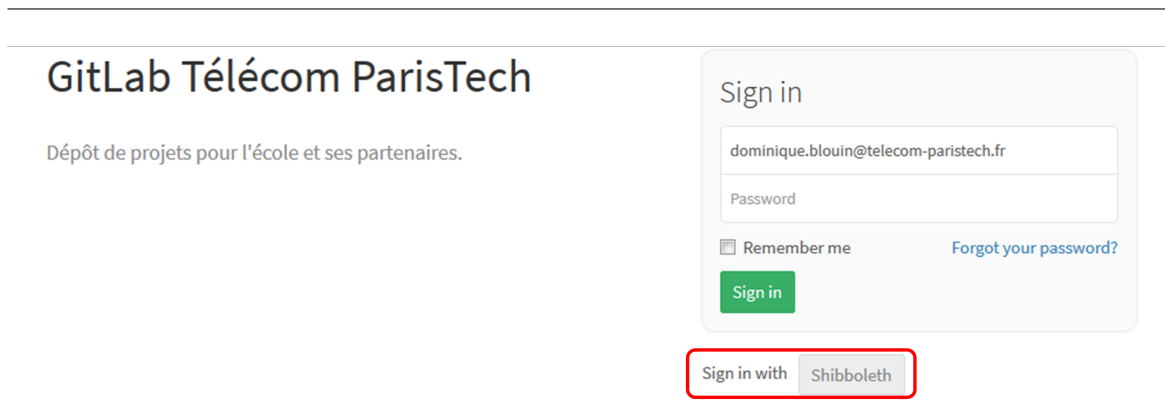 GitLab Télécom ParisTech
Dépôt de projets pour l'école et ses partenaires.
Sign in
dominique.blouin@telecom-paristech.fr
Password
Remember me
Forgot your password?
Sign in
Sign in with Shibboleth